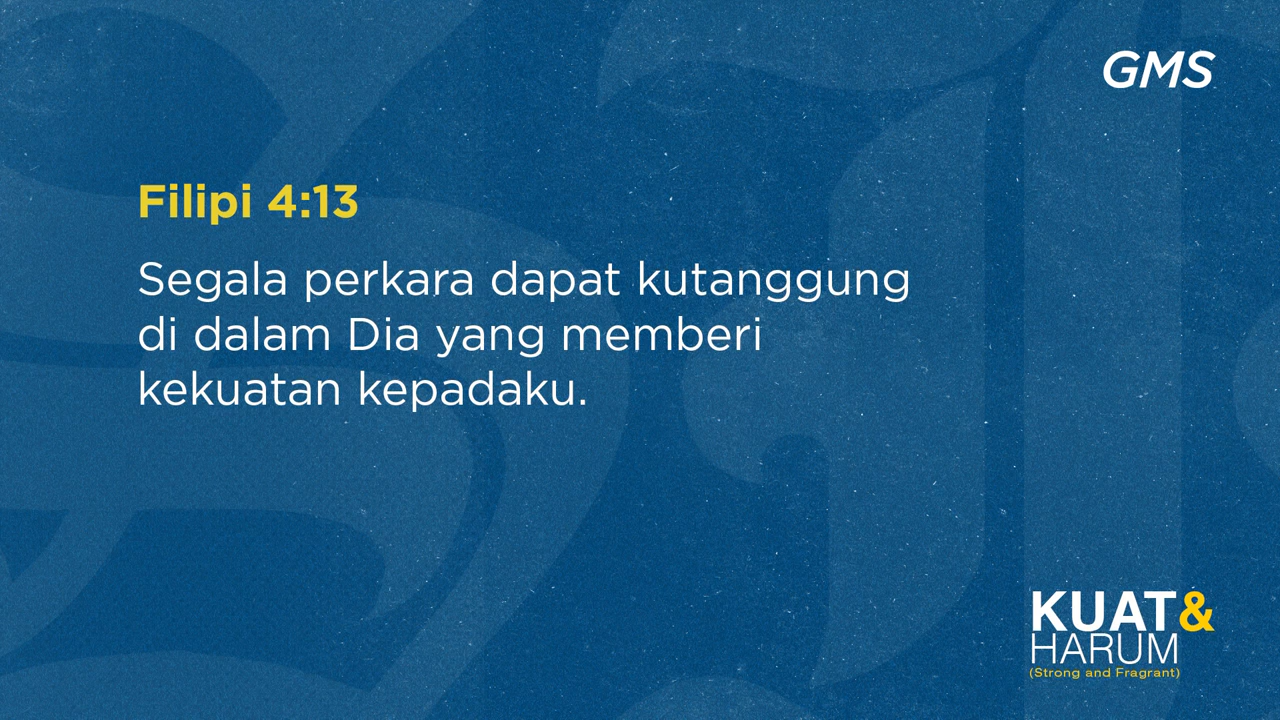 GMS
Filipi 4:13
Segala perkara dapat kutanggung
di dalam Dia yang memberi
kekuatan kepadaku.
KUAT&
HARUM
(Strong and Fragrant)